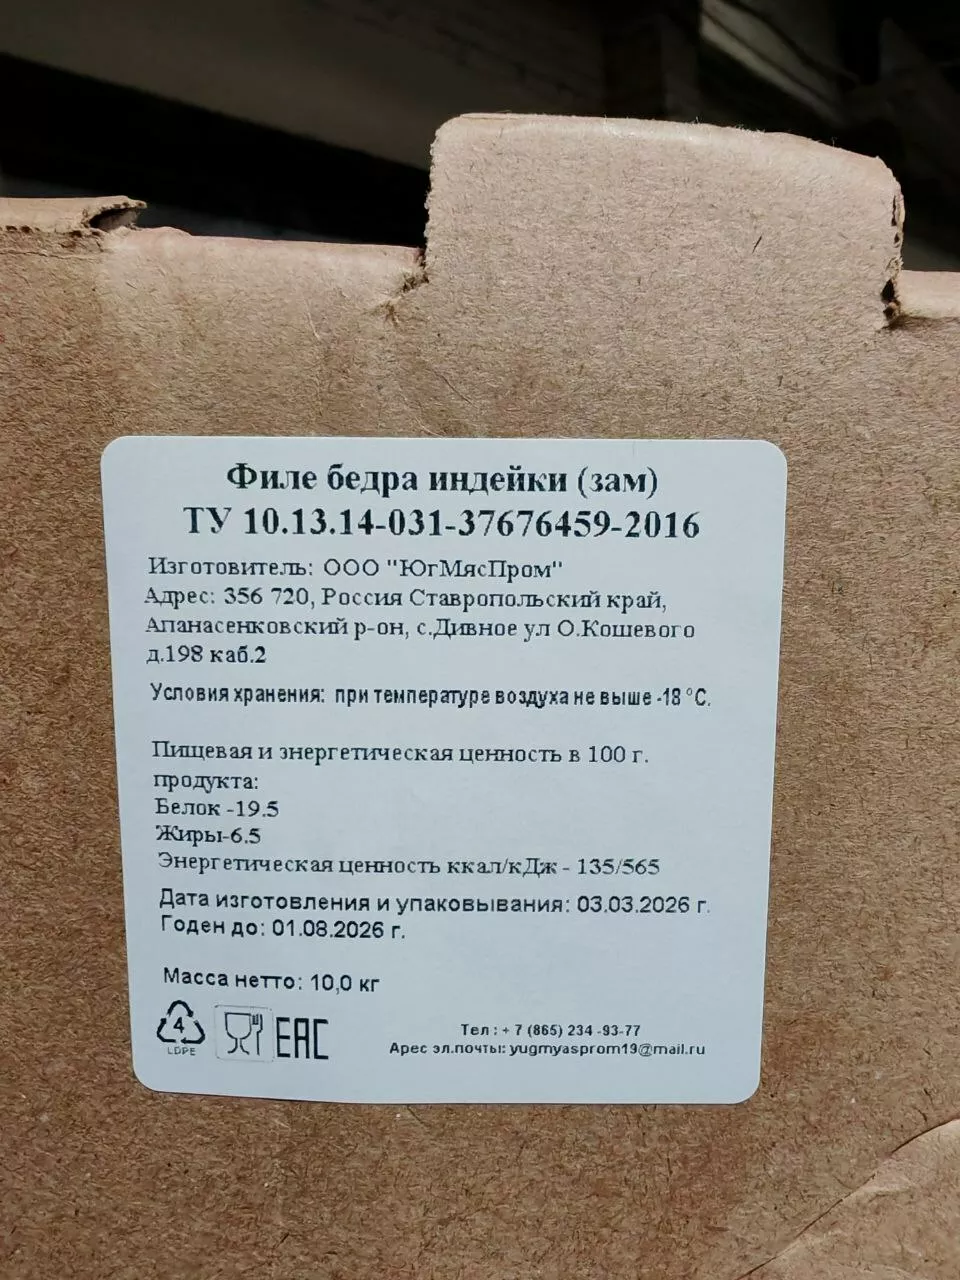 Филе бедра индейки (зам)
ТУ 10.13.14-031-37676459-2016
Изготовитель: ООО "ЮгМясПром"
Адрес: 356 720, Россия Ставропольский край,
Апанасенковский р-он, с.Дивное ул О.Кошевого
д.198 каб.2
Условия хранения: при температуре воздуха не выше -18 °С.
Пищевая и энергетическая ценность в 100 г.
продукта:
Белок -19.5
Жиры-6.5
Энергетическая ценность ккал/кДж - 135/565
Дата изготовления и упаковывания: 03.03.2026 г.
Годен до: 01.08.2026 г.
Масса нетто: 10,0 кг
4
LDPE
EAC
Тел : + 7 (865) 234 -93-77
Арес эл.почты: yugmyasprom19@mail.ru